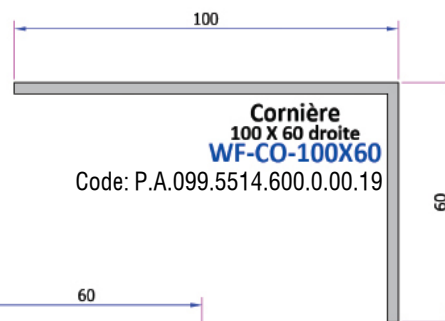 100
Cornière
100 X 60 droite
WF-CO-100X60
Code: P.A.099.5514.600.0.00.19
60
60